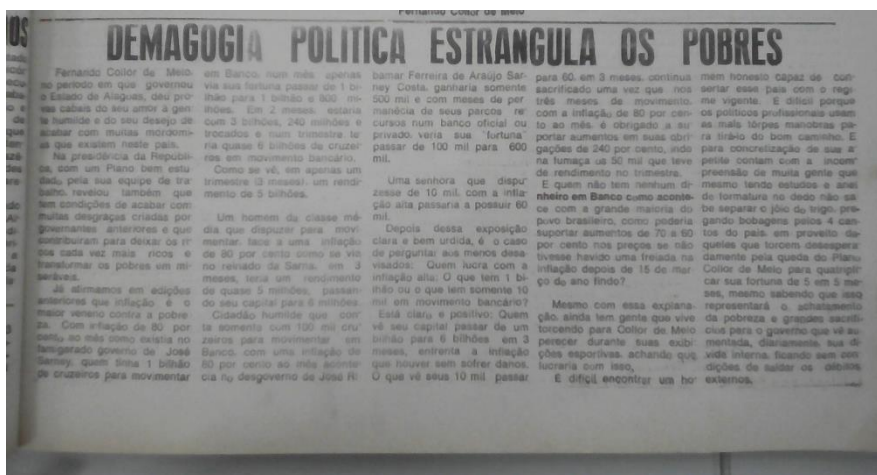 Fernando Collor de Melo
DEMAGOGIA POLITICA ESTRANGULA OS POBRES
Fernando Collor de Melo,
no período em que governou
o Estado de Alagoas, deu pro-
vas cabais do seu amor à gen-
te humilde e do seu desejo de
acabar com muitas mordomi-
as que existem neste país.
Na presidência da Repúbli-
ca, com um Plano bem estu-
dado, pela sua equipe de tra-
balho, revelou também que
tem condições de acabar com
muitas desgraças criadas por
governantes anteriores e que
contribuiram para deixar os ri-
cos cada vez mais ricos e
transformar os pobres em mi-
seráveis.
Já afirmamos em edições
anteriores que inflação é o
maior veneno contra a pobre-
za. Com inflação de 80 por
cento ao mês como existia no
famigerado governo de José
Sarney, quem tinha 1 bilhão
de cruzeiros para movimentar
em Banco, num mês apenas
via sua fortuna passar de 1 bi-
lhão para 1 bilhão e 800 mi-
lhões. Em 2 meses, estaria
com 3 bilhões, 240 milhões e
trocados e num trimestre te-
ria quase 6 bilhões de cruzei-
ros em movimento bancário.
Como se vê, em apenas um
trimestre (3 meses), um rendi-
mento de 5 bilhões.
Um homem da classe mé-
dia, que dispuzer para movi-
mentar, face a uma inflação
de 80 por cento como se viu
no reinado da Sarna, em 3
meses, teria um rendimento
de quase 5 milhões, passan-
do seu capital para 6 milhões.
Cidadão humilde que con-
ta somente com 100 mil cru-
zeiros para movimentar em
Banco, com uma inflação de
80 por cento ao mês aconte-
cia no desgoverno de José Ri-
bamar Ferreira de Araújo Sar-
ney Costa, ganharia somente
500 mil e com meses de per-
manêcia de seus parcos re-
cursos num banco oficial ou
privado, veria sua "fortuna"
passar de 100 mil para 600
mil.
Uma senhora que dispu-
zesse de 10 mil, com a infla-
ção alta passaria a possuir 60
mil.
Depois dessa exposição
clara e bem urdida, é o caso
de perguntar aos menos desa-
visados: Quem lucra com a
inflação alta: O que tem 1 bi-
lhão ou o que tem somente 10
mil em movimento bancário?
Está claro e positivo: Quem
vê seu capital passar de um
bilhão para 6 bilhões em 3
meses, enfrenta a inflação
que houver sem sofrer danos.
O que vê seus 10 mil passar
para 60, em 3 meses, continua
sacrificado uma vez que nos
três meses de movimento,
com a inflação de 80 por cen-
to ao mês, é obrigado a su-
portar aumentos em suas obri-
gações de 240 por cento, indo
na fumaça os 50 mil que teve
de rendimento no trimestre.
E quem não tem nenhum di-
nheiro em Banco como aconte-
ce com a grande maioria do
povo brasileiro, como poderia
suportar aumentos de 70 a 60
por cento nos preços se não
tivesse havido uma freiada na
inflação depois de 15 de mar-
ço de ano findo?
Mesmo com essa explana-
ção, ainda tem gente que vive
torcendo para Collor de Melo
perecer durante suas exibi-
ções esportivas, achando que
lucraria com isso,
E difícil encontrar um ho-
mem honesto capaz de con-
sertar esse país com o regi-
me vigente. E difícil porque
os políticos profissionais usam
as mais tórpes manobras pa-
ra tirá-lo do bom caminho. E
para concretização de sua a-
petite contam com a incom-
preensão de muita gente que
mesmo tendo estudos e anel
de formatura no dedo não sa-
be separar o jôio do trigo, pre-
gando bobagens pelos 4 can-
tos do país, em proveito da-
queles que torcem desespera-
damente pela queda do Plano
Collor de Melo para quatripli-
car sua fortuna de 5 em 5 me-
ses, mesmo sabendo que isso
representará o achatamento
da pobreza e grandes sacrifí-
cios para o governo que vê au-
mentada, diariamente, sua dí-
vida interna, ficando sem con-
dições de saldar os débitos
externos.